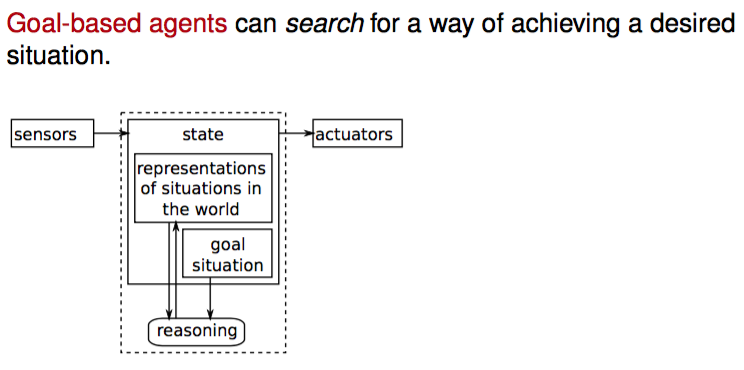 Goal-based agents can search for a way of achieving a desired
situation.
sensors
state
actuators
representations
of situations in
the world
goal
situation
reasoning